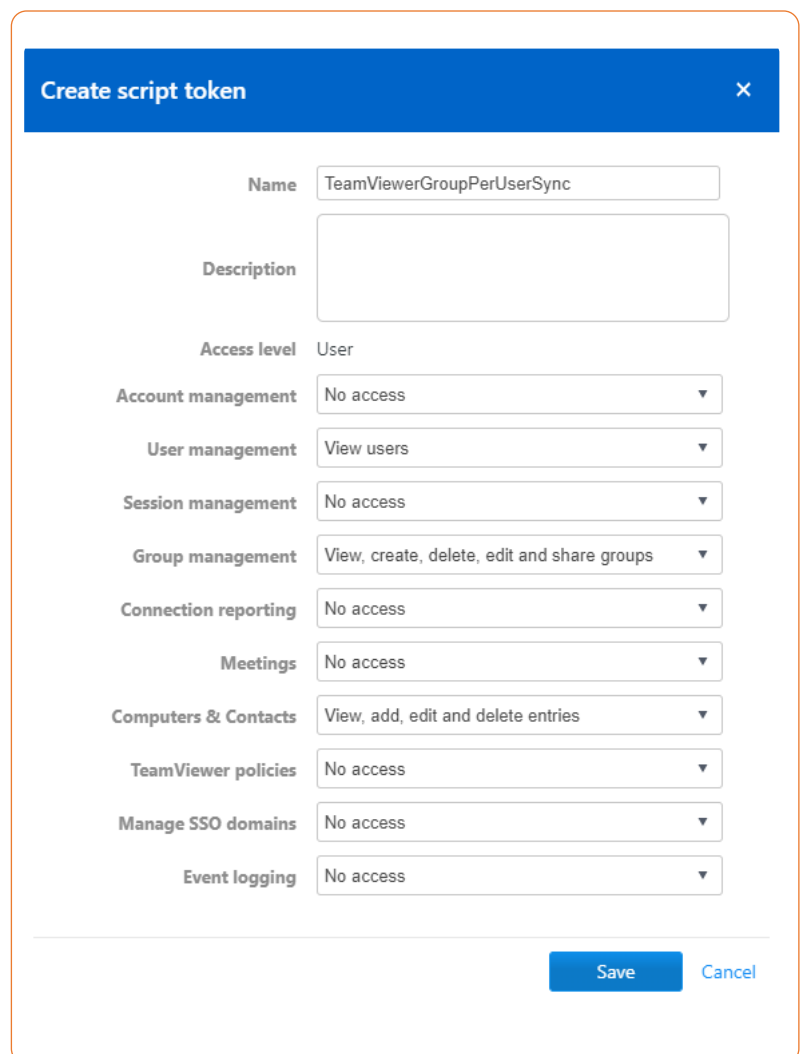 Create script token ×
Name TeamViewerGroupPerUserSync
Description
Access level User
Account management No access
User management View users
Session management No access
Group management View, create, delete, edit and share groups
Connection reporting No access
Meetings No access
Computers & Contacts View, add, edit and delete entries
TeamViewer policies No access
Manage SSO domains No access
Event logging No access
Save Cancel